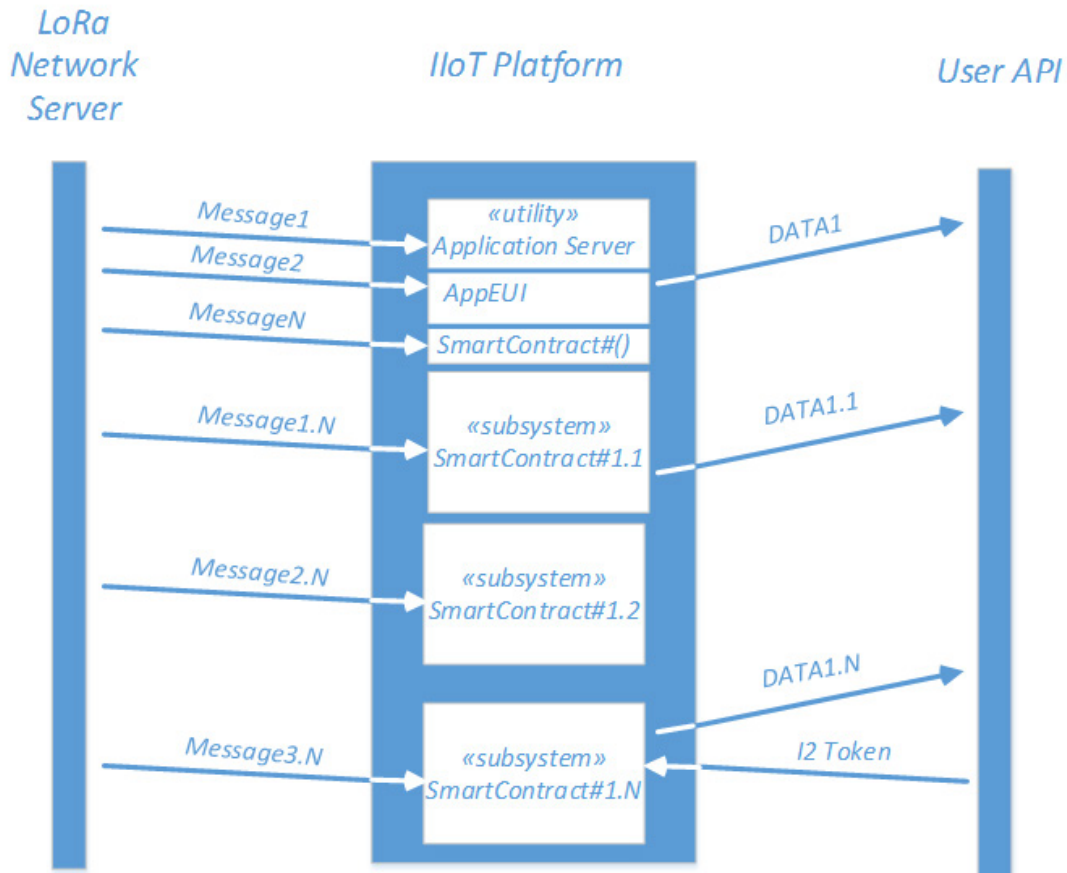 LoRa
Network
Server
IIoT Platform
User API
Message1
Message2
MessageN
Message1.N
Message2.N
Message3.N
«utility»
Application Server
AppEUI
SmartContract#()
«subsystem»
SmartContract#1.1
«subsystem»
SmartContract#1.2
«subsystem»
SmartContract#1.N
DATA1
DATA1.1
DATA1.N
I2 Token